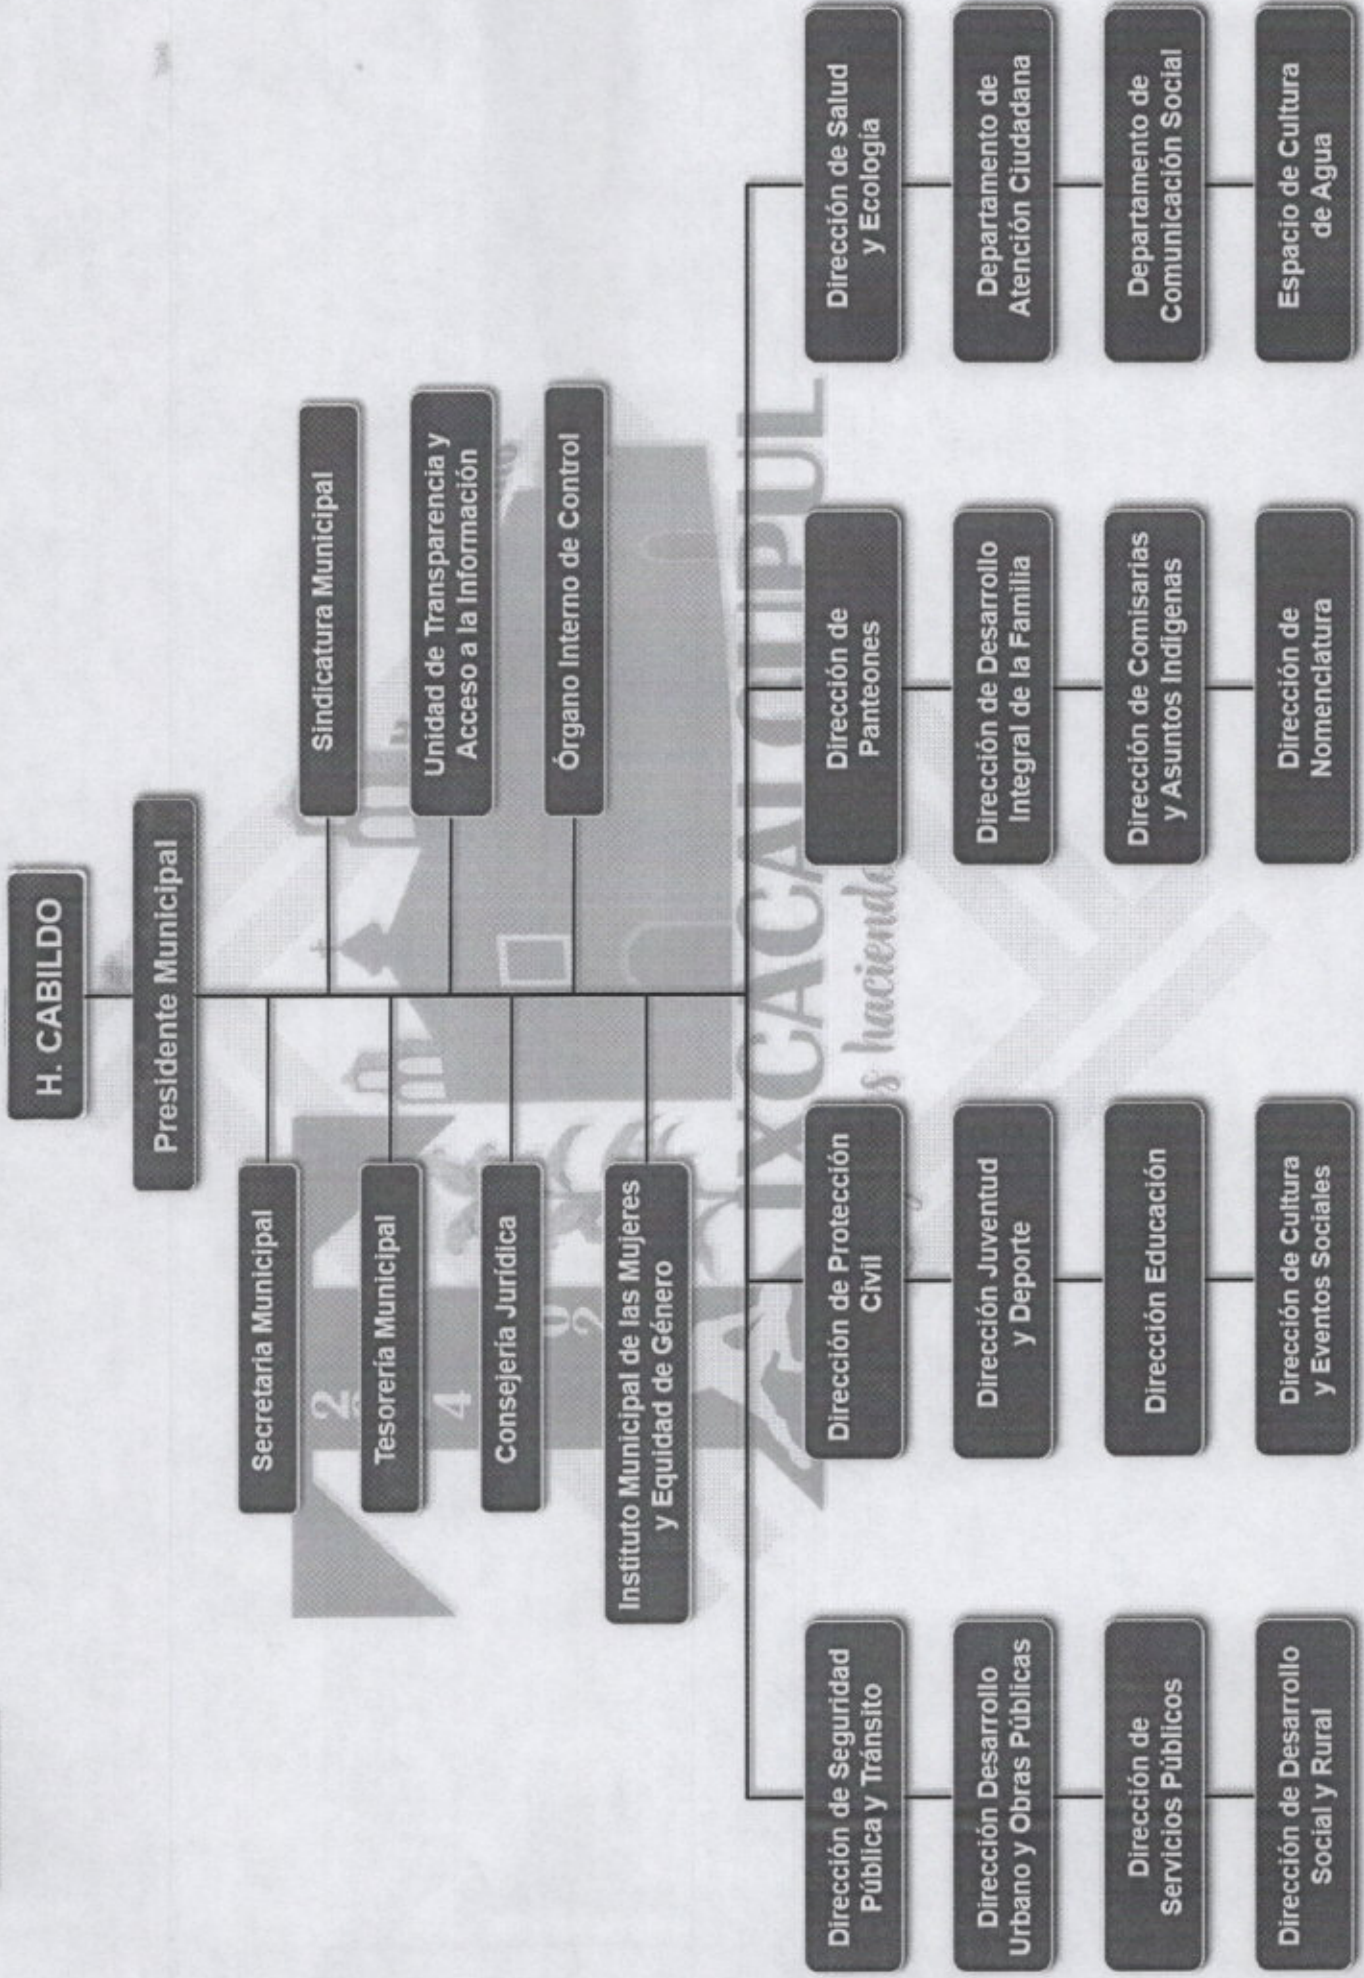 H. CABILDO
Presidente Municipal
Secretaria Municipal
Sindicatura Municipal
Tesorería Municipal
Unidad de Transparencia y
Acceso a la Información
Consejería Jurídica
Órgano Interno de Control
Instituto Municipal de las Mujeres
y Equidad de Género
Dirección de Seguridad
Pública y Tránsito
Dirección Desarrollo
Urbano y Obras Públicas
Dirección de
Servicios Públicos
Dirección de Desarrollo
Social y Rural
Dirección de Protección
Civil
Dirección Juventud
y Deporte
Dirección Educación
Dirección de Cultura
y Eventos Sociales
Dirección de
Panteones
Dirección de Desarrollo
Integral de la Familia
Dirección de Comisarias
y Asuntos Indigenas
Dirección de
Nomenclatura
Dirección de Salud
y Ecología
Departamento de
Atención Ciudadana
Departamento de
Comunicación Social
Espacio de Cultura
de Agua